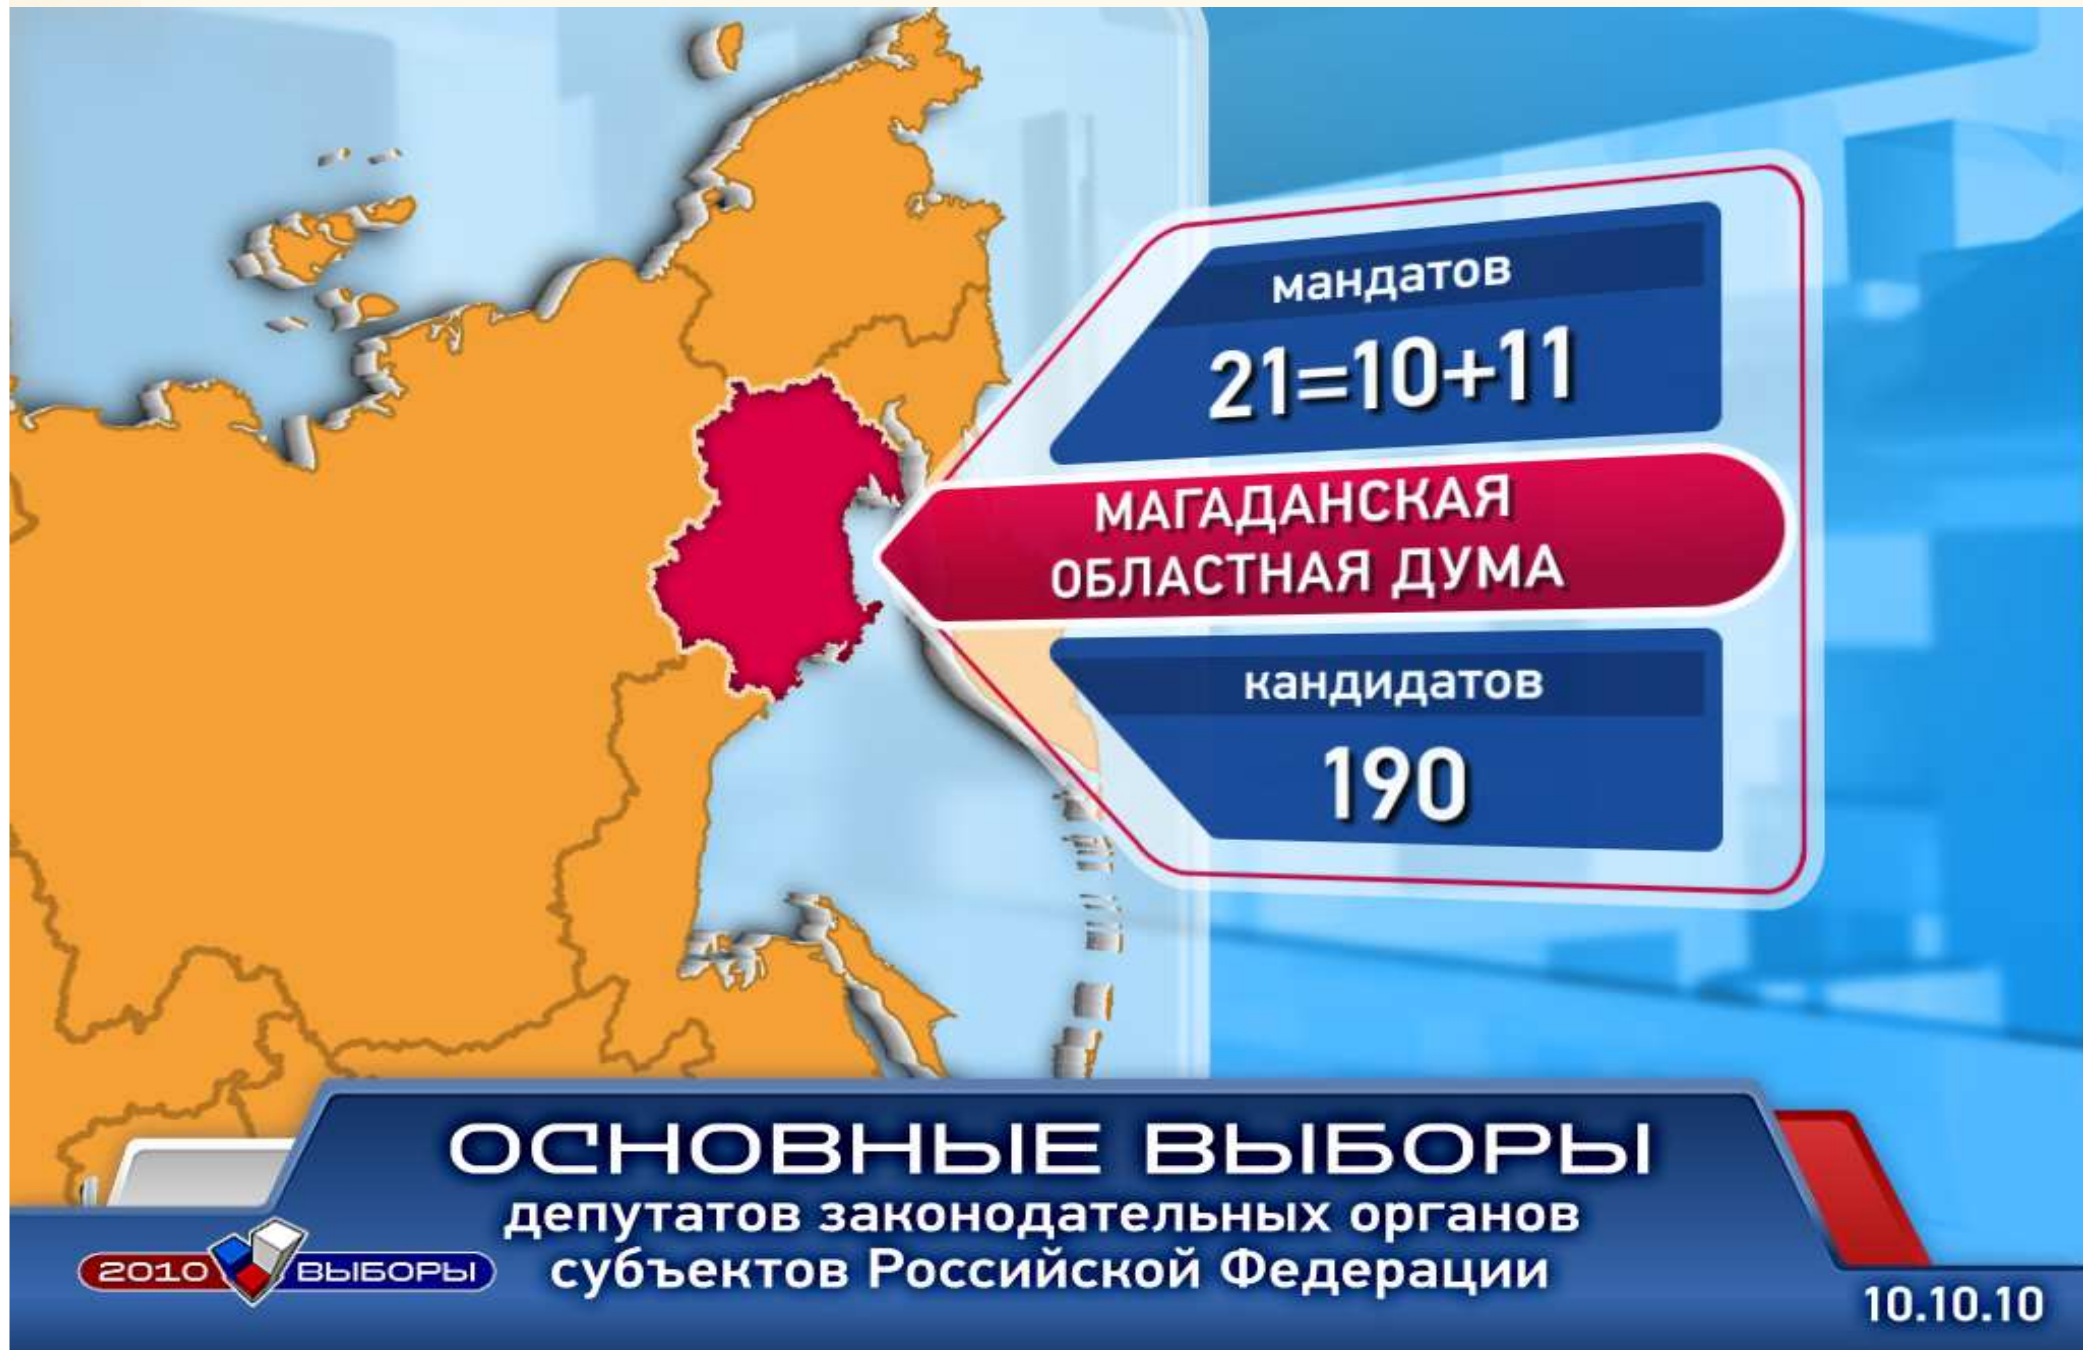 мандатов
21=10+11
МАГАДАНСКАЯ
ОБЛАСТНАЯ ДУМА
кандидатов
190
ОСНОВНЫЕ ВЫБОРЫ
депутатов законодательных органов
субъектов Российской Федерации
2010 ВЫБОРЫ
10.10.10